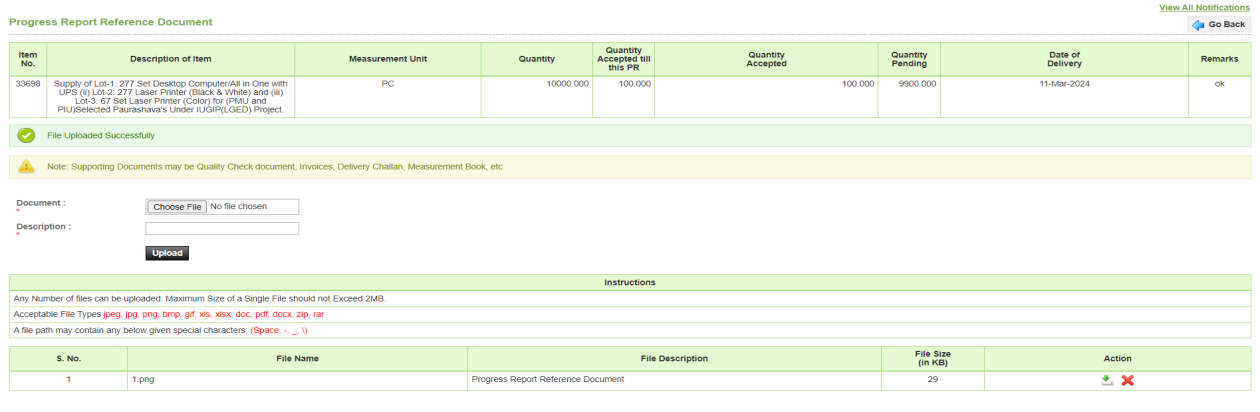 View All Notifications
Progress Report Reference Document
Go Back
Item No. Description of Item Measurement Unit Quantity Quantity Accepted till this PR Quantity Accepted Quantity Pending Date of Delivery Remarks
33698 Supply of Lot-1: 277 Set Desktop Computer/All in One with PC 10000.000 100.000 100.000 9900.000 11-Mar-2024 ok
UPS (ii) Lot-2: 277 Laser Printer (Black & White) and (iii)
Lot-3: 67 Set Laser Printer (Color) for (PMU and
PIU)Selected Paurashava's Under IUGIP(LGED) Project.
File Uploaded Successfully
Note: Supporting Documents may be Quality Check document, Invoices, Delivery Challan, Measurement Book, etc
Document :
*
Choose File No file chosen
Description :
*
Upload
Instructions
Any Number of files can be uploaded. Maximum Size of a Single File should not Exceed 2MB.
Acceptable File Types jpeg, jpg, png, bmp, gif, xls, xlsx, doc, pdf, docx, zip, rar
A file path may contain any below given special characters: (Space, -, _, \)
S. No. File Name File Description File Size (in KB) Action
1 1.png Progress Report Reference Document 29